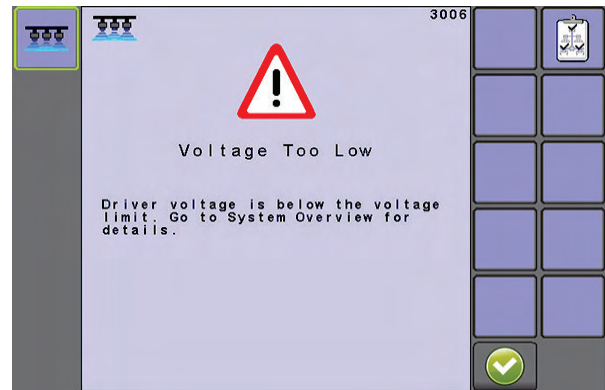 3006
Voltage Too Low
Driver voltage is below the voltage
limit. Go to System Overview for
details.